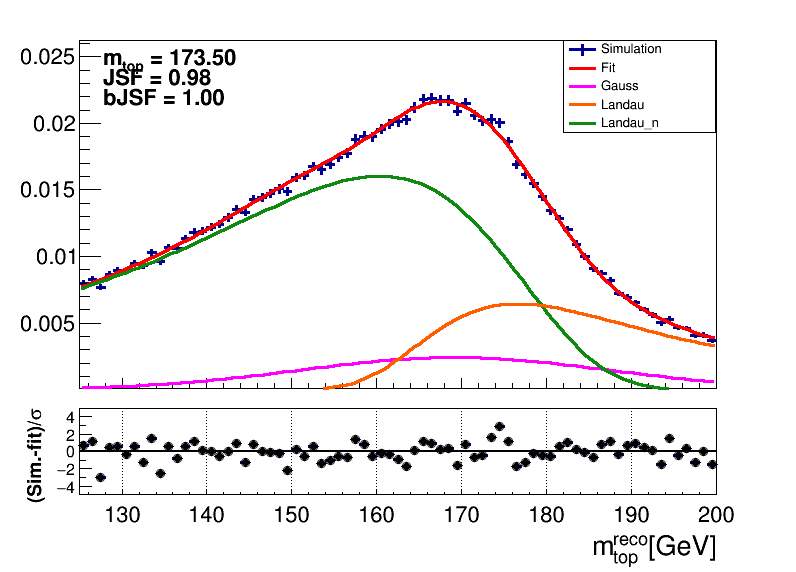 m_top = 173.50
JSF = 0.98
bJSF = 1.00
Simulation
Fit
Gauss
Landau
Landau_n
0.025
0.02
0.015
0.01
0.005
(Sim.-fit)/σ
4
2
0
−2
−4
130 140 150 160 170 180 190 200
m_top^reco[GeV]